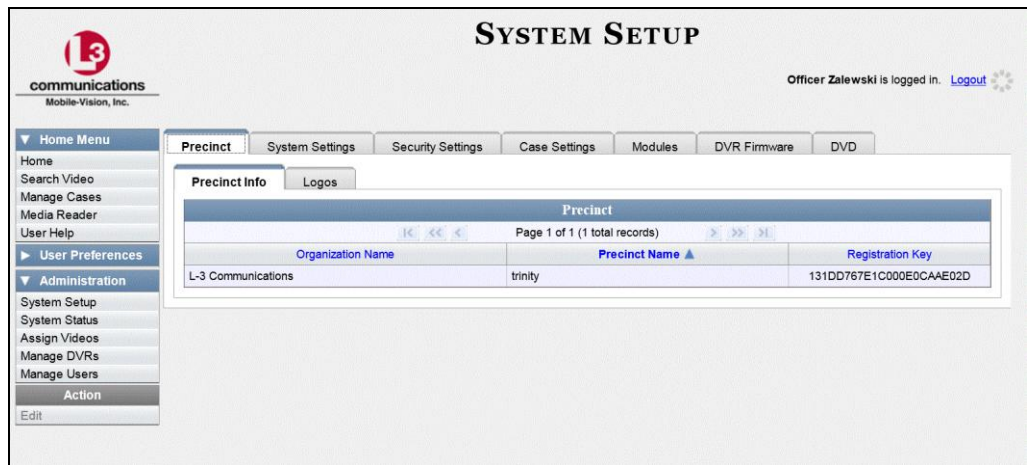 SYSTEM SETUP
L3
communications
Mobile-Vision, Inc.
Officer Zalewski is logged in. Logout
Home Menu
Home
Search Video
Manage Cases
Media Reader
User Help
User Preferences
Administration
System Setup
System Status
Assign Videos
Manage DVRs
Manage Users
Action
Edit
Precinct System Settings Security Settings Case Settings Modules DVR Firmware DVD
Precinct Info Logos
Precinct
Page 1 of 1 (1 total records)
Organization Name Precinct Name Registration Key
L-3 Communications trinity 131DD767E1C000E0CAAE02D